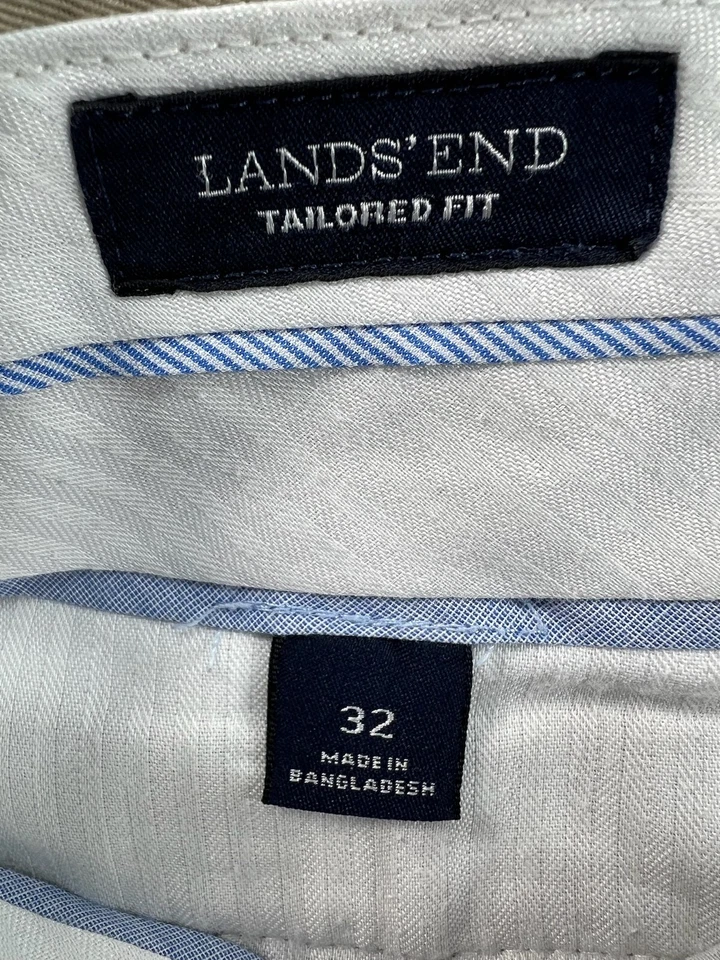 LANDS' END
TAILORED FIT
32
MADE IN
BANGLADESH